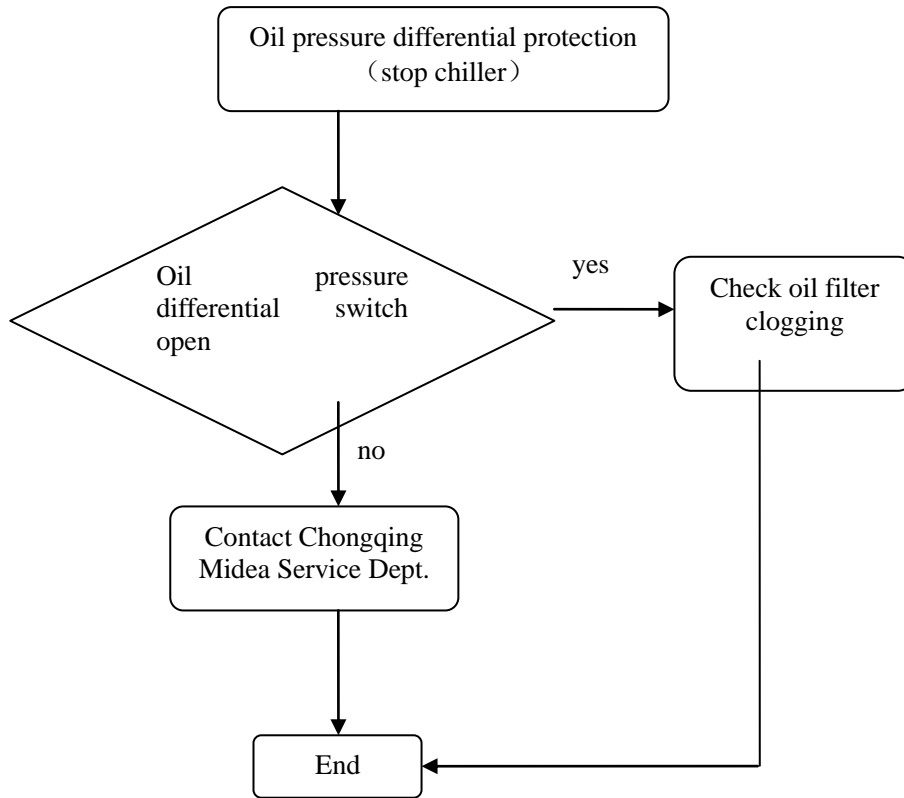 Oil pressure differential protection
（stop chiller）
Oil pressure
differential switch
open
yes
Check oil filter
clogging
no
Contact Chongqing
Midea Service Dept.
End